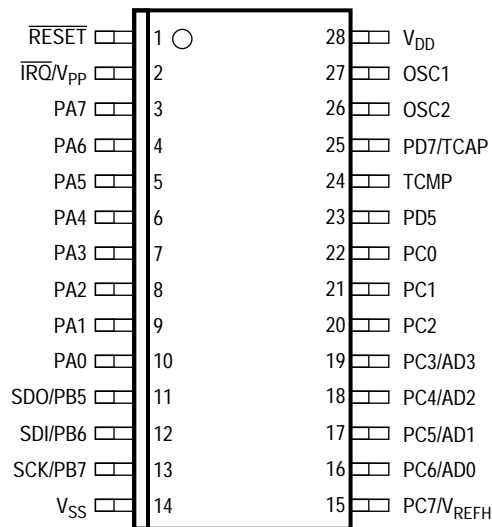 R̅E̅S̅E̅T̅ 1 28 VDD
I̅R̅Q̅/VPP 2 27 OSC1
PA7 3 26 OSC2
PA6 4 25 PD7/TCAP
PA5 5 24 TCMP
PA4 6 23 PD5
PA3 7 22 PC0
PA2 8 21 PC1
PA1 9 20 PC2
PA0 10 19 PC3/AD3
SDO/PB5 11 18 PC4/AD2
SDI/PB6 12 17 PC5/AD1
SCK/PB7 13 16 PC6/AD0
VSS 14 15 PC7/VREFH